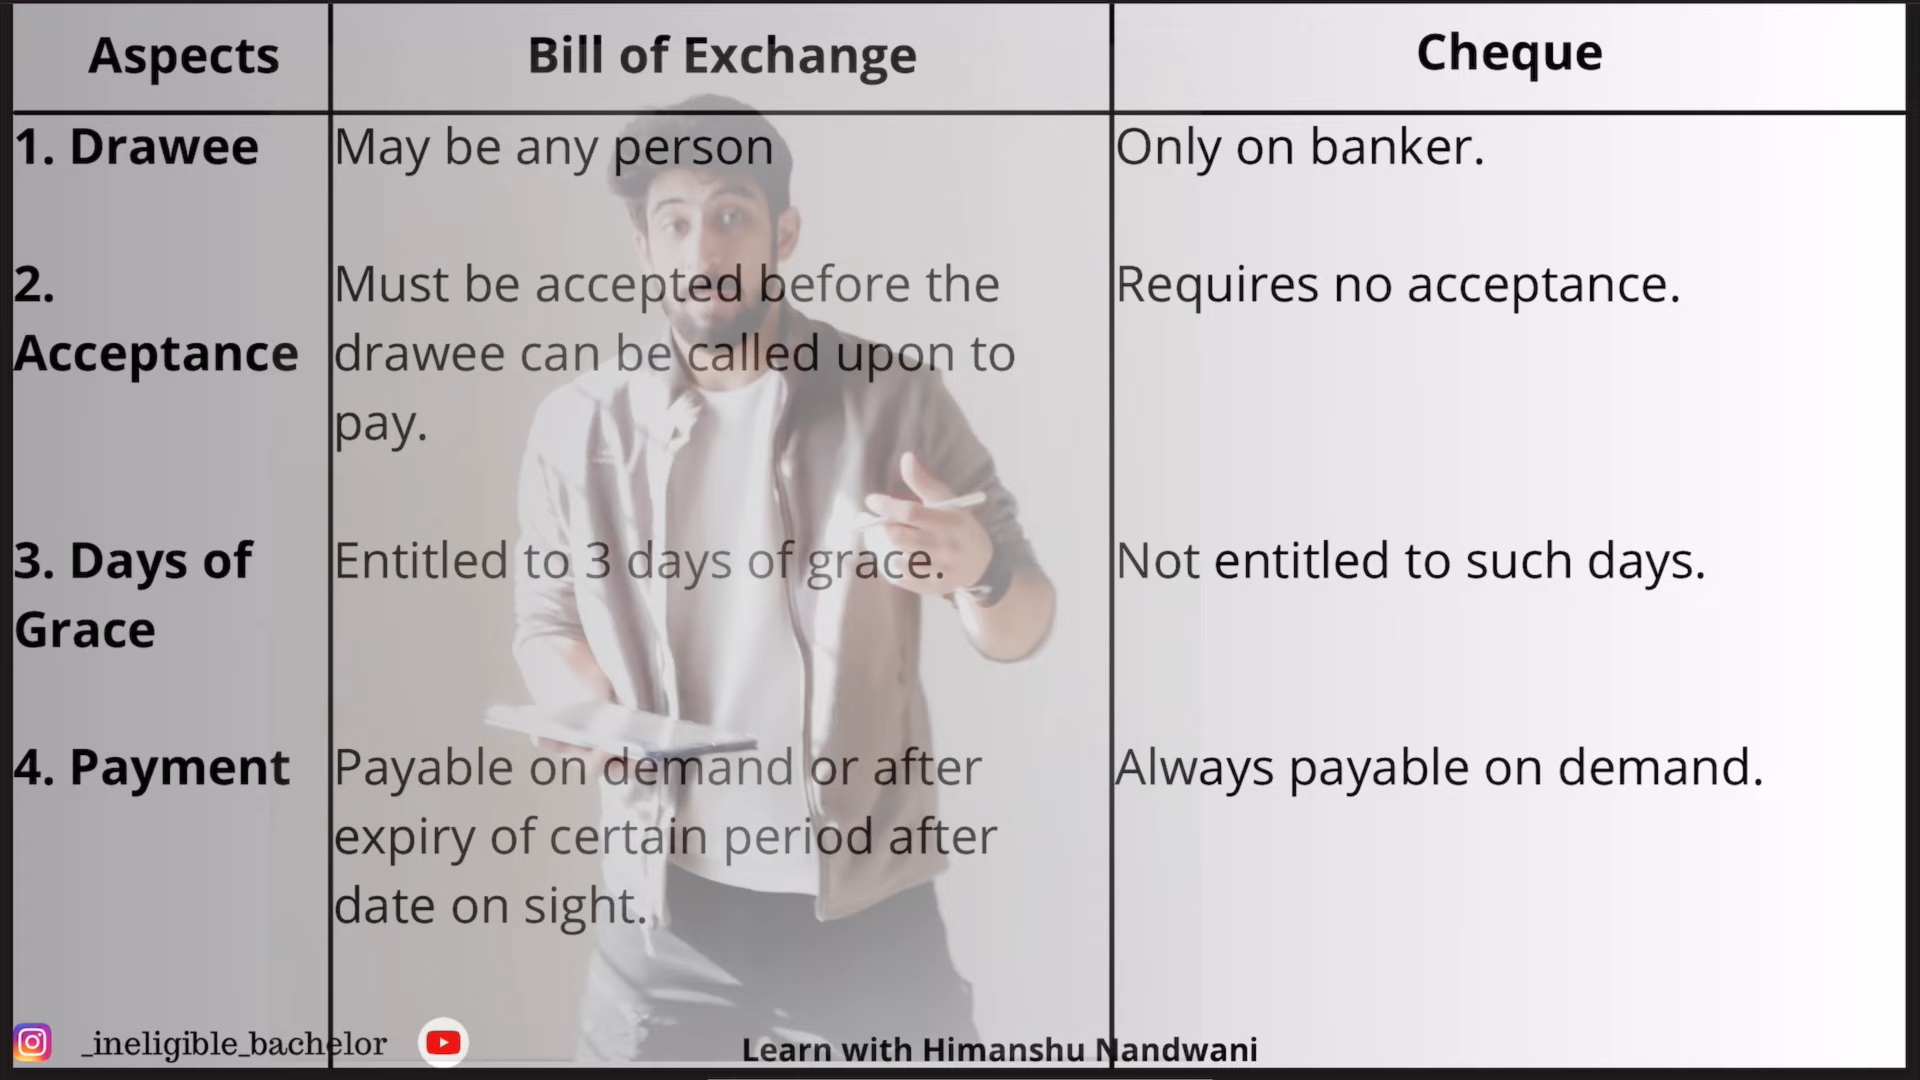 Aspects
Bill of Exchange
Cheque
1. Drawee
May be any person
Only on banker.
2.
Acceptance
Must be accepted before the
drawee can be called upon to
pay.
Requires no acceptance.
3. Days of
Grace
Entitled to 3 days of grace.
Not entitled to such days.
4. Payment
Payable on demand or after
expiry of certain period after
date on sight.
Always payable on demand.
_ineligible_bachelor
Learn with Himanshu Nandwani